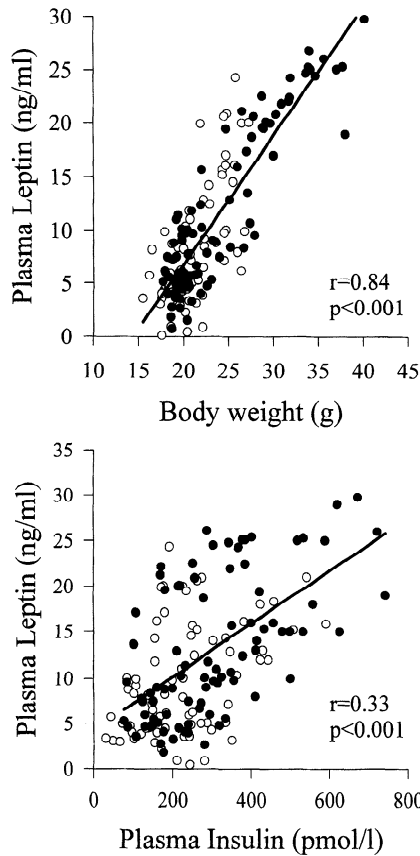 Plasma Leptin (ng/ml)
30
25
20
15
10
5
0
r=0.84
p<0.001
10 15 20 25 30 35 40 45
Body weight (g)
Plasma Leptin (ng/ml)
35
30
25
20
15
10
5
0
r=0.33
p<0.001
0 200 400 600 800
Plasma Insulin (pmol/l)